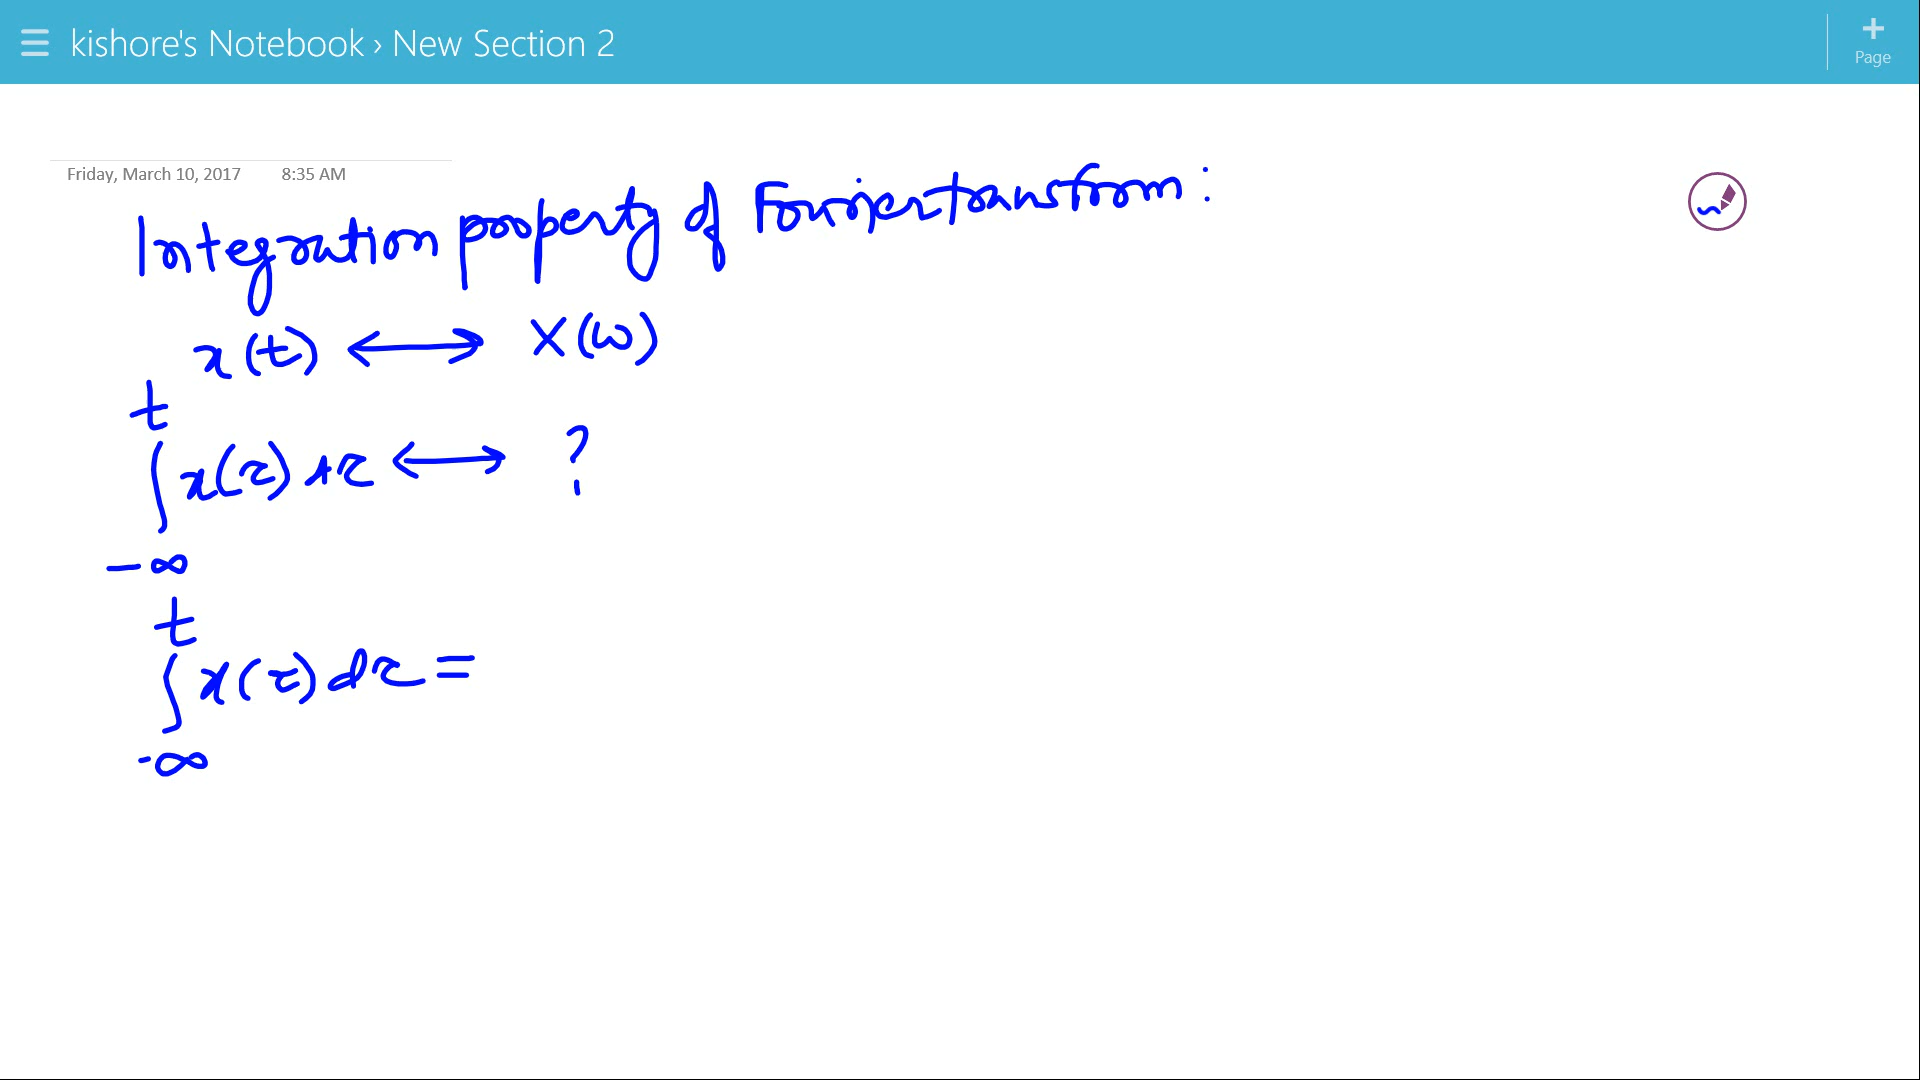 kishore's Notebook › New Section 2
Page
Friday, March 10, 2017 8:35 AM
Integration property of Fourier transform :
x(t) ⟷ X(ω)
t
∫ x(τ) dτ ⟷ ?
-∞
t
∫ x(τ) dτ =
-∞